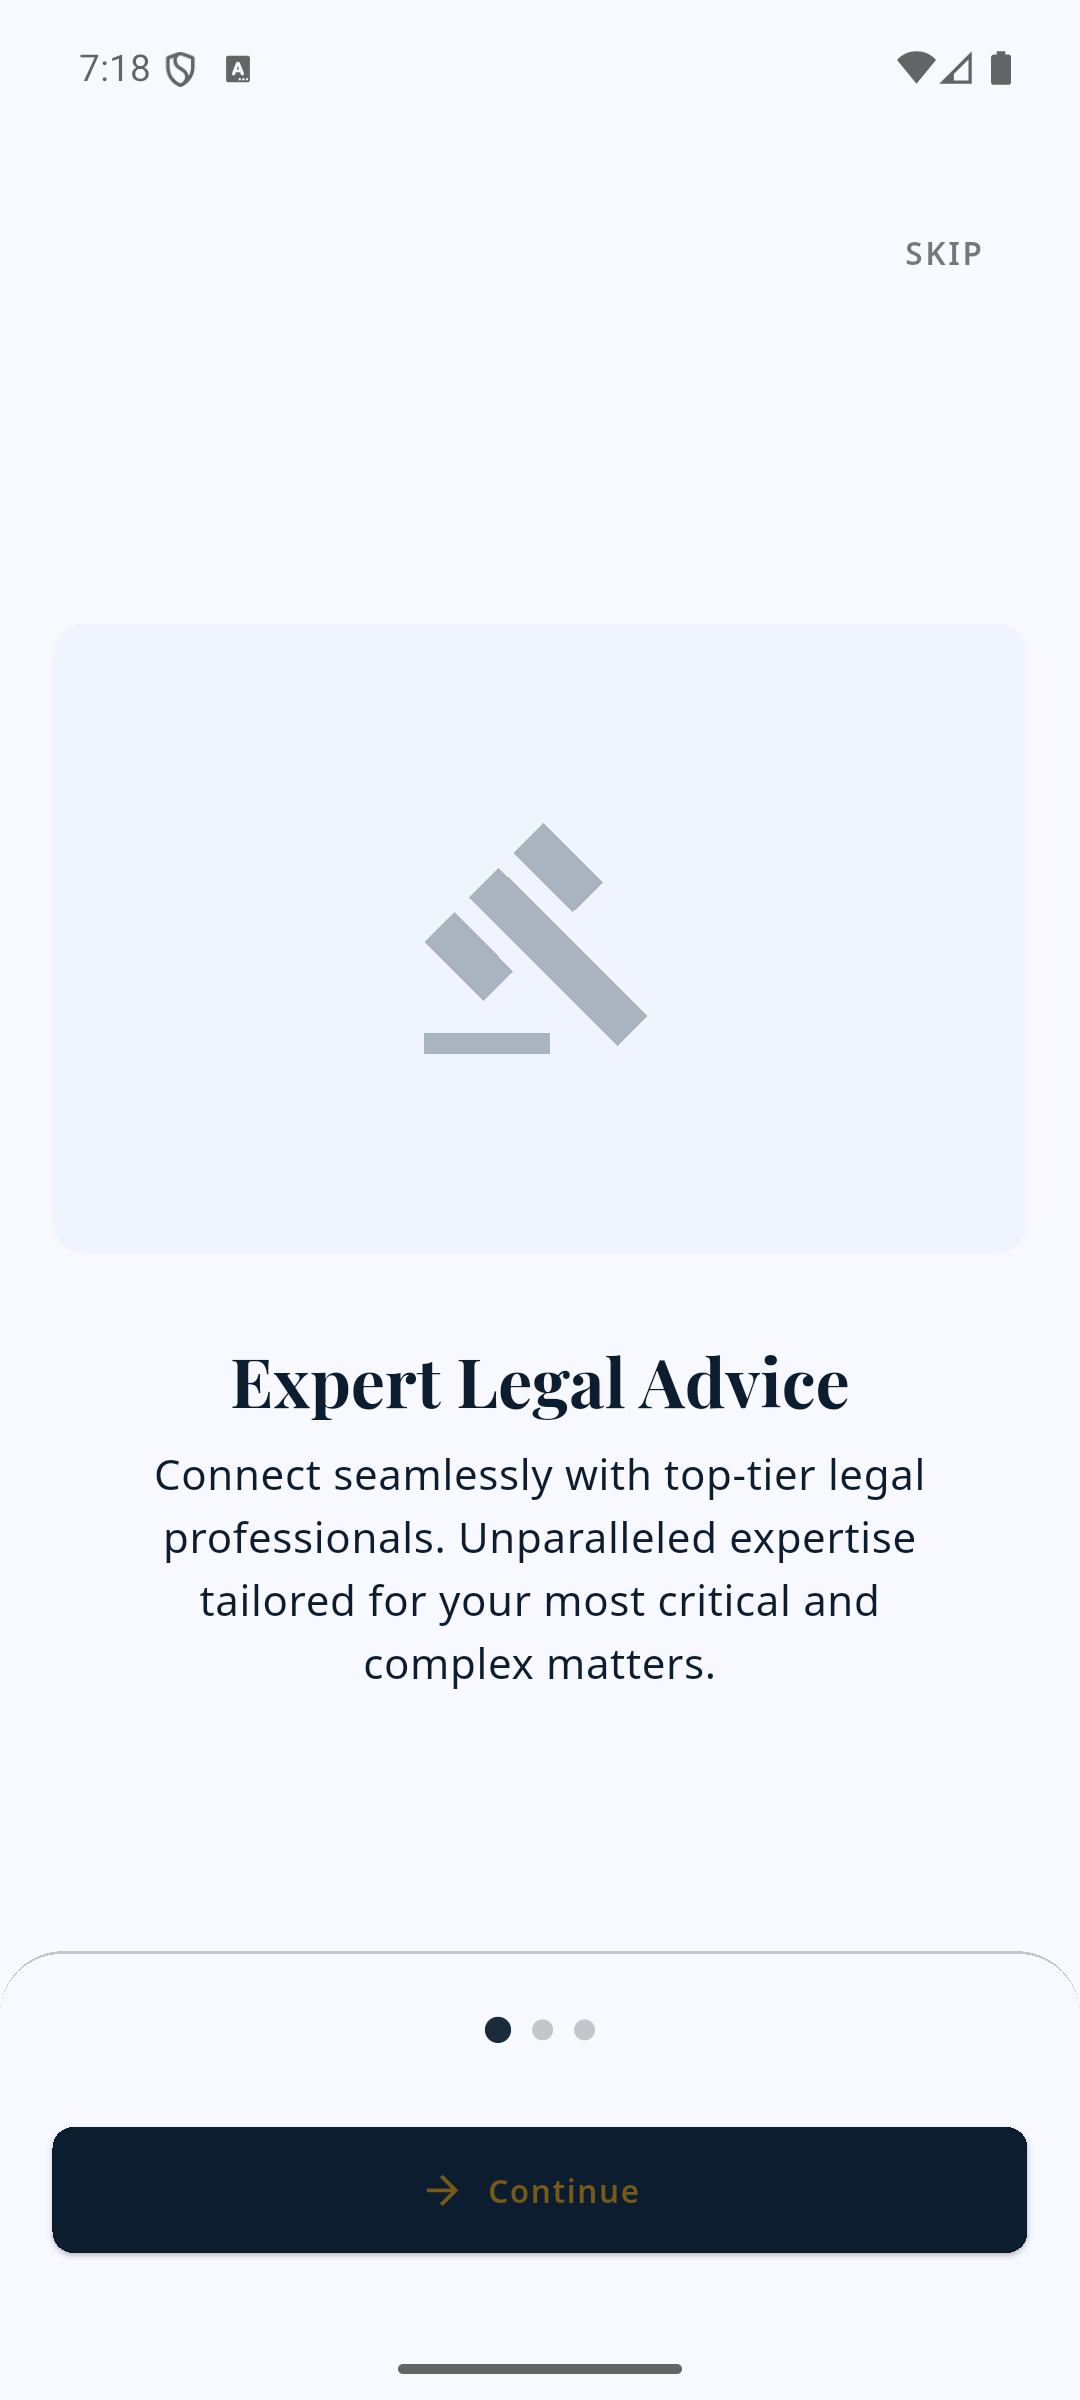 7:18
SKIP
Expert Legal Advice
Connect seamlessly with top-tier legal
professionals. Unparalleled expertise
tailored for your most critical and
complex matters.
Continue